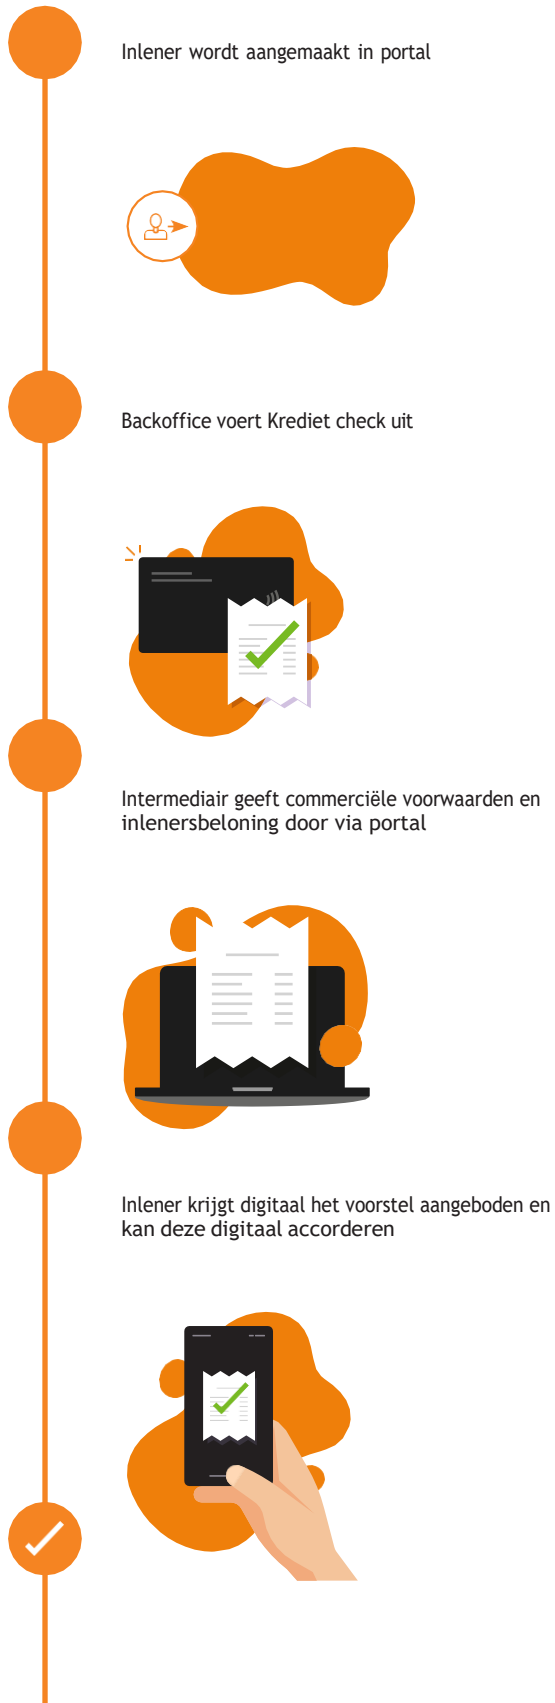 Inlener wordt aangemaakt in portal
Backoffice voert Krediet check uit
Intermediair geeft commerciële voorwaarden en
inlenersbeloning door via portal
Inlener krijgt digitaal het voorstel aangeboden en
kan deze digitaal accorderen